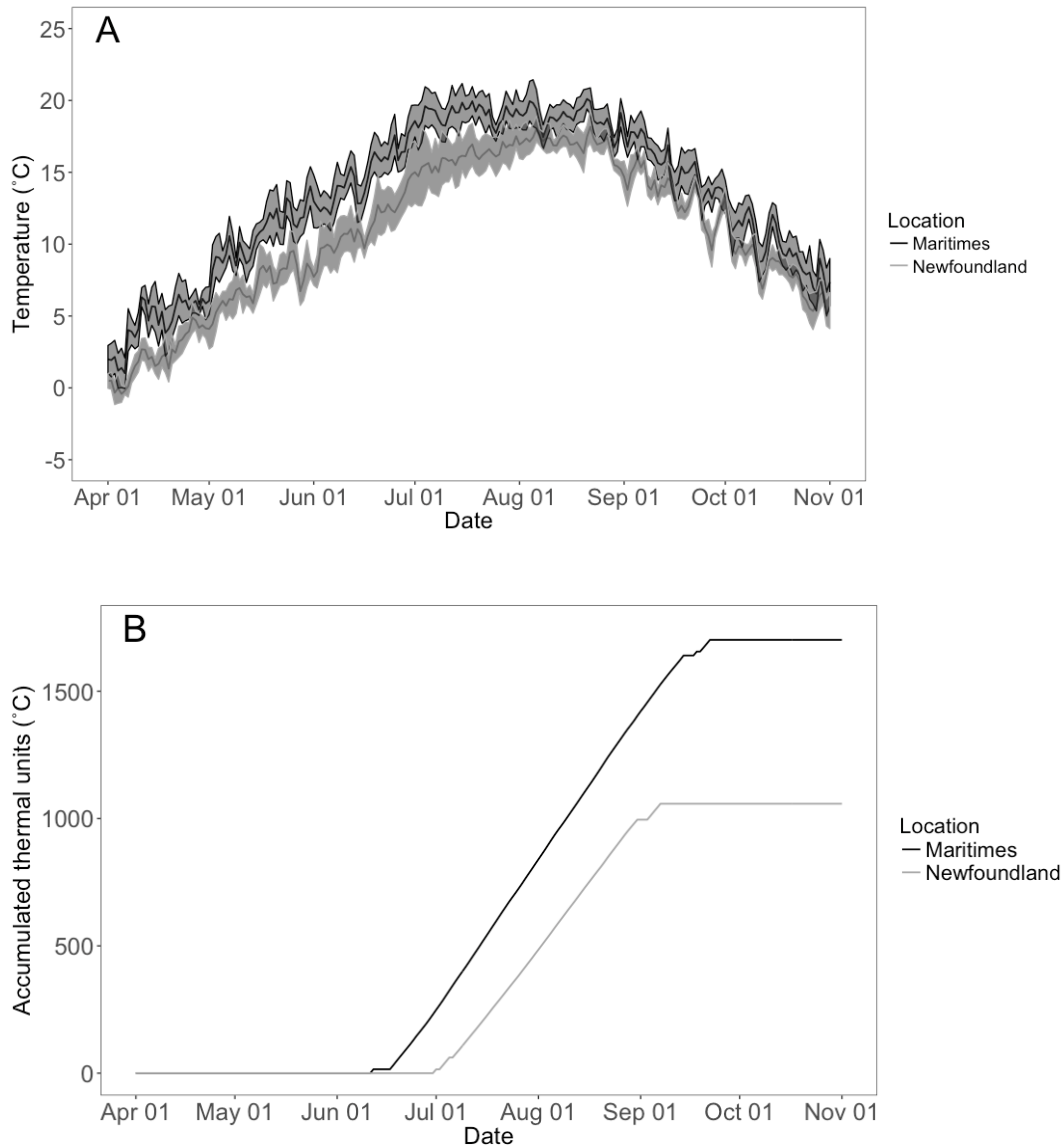 A
25
20
15
10
5
0
-5
Temperature (˚C)
Apr 01 May 01 Jun 01 Jul 01 Aug 01 Sep 01 Oct 01 Nov 01
Date
Location
Maritimes
Newfoundland
B
1500
1000
500
0
Accumulated thermal units (˚C)
Apr 01 May 01 Jun 01 Jul 01 Aug 01 Sep 01 Oct 01 Nov 01
Date
Location
Maritimes
Newfoundland